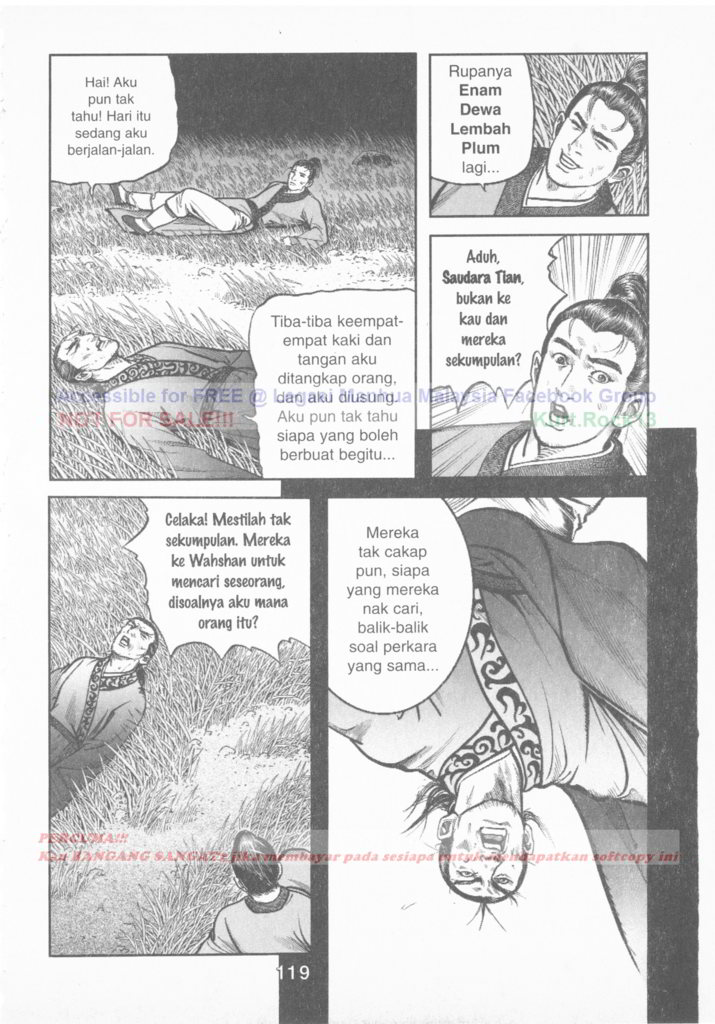 Hai! Aku
pun tak
tahu! Hari itu
sedang aku
berjalan-jalan.
Tiba-tiba keempat-
empat kaki dan
tangan aku
ditangkap orang,
dan aku diusung.
Aku pun tak tahu
siapa yang boleh
berbuat begitu...
Rupanya
Enam
Dewa
Lembah
Plum
lagi...
Aduh,
Saudara Tian,
bukan ke
kau dan
mereka
sekumpulan?
Accessible for FREE @ Lagani Manuhua Malaysia Facebook Group
NOT FOR SALE!!!
Celaka! Mestilah tak
sekumpulan. Mereka
ke Wahshan untuk
mencari seseorang,
disoalnya aku mana
orang itu?
Mereka
tak cakap
pun, siapa
yang mereka
nak cari,
balik-balik
soal perkara
yang sama...
PERCUMA!!!
Kau BANGANG SANGAT, jika membayar pada sesiapa untuk mendapatkan softcopy ini
119